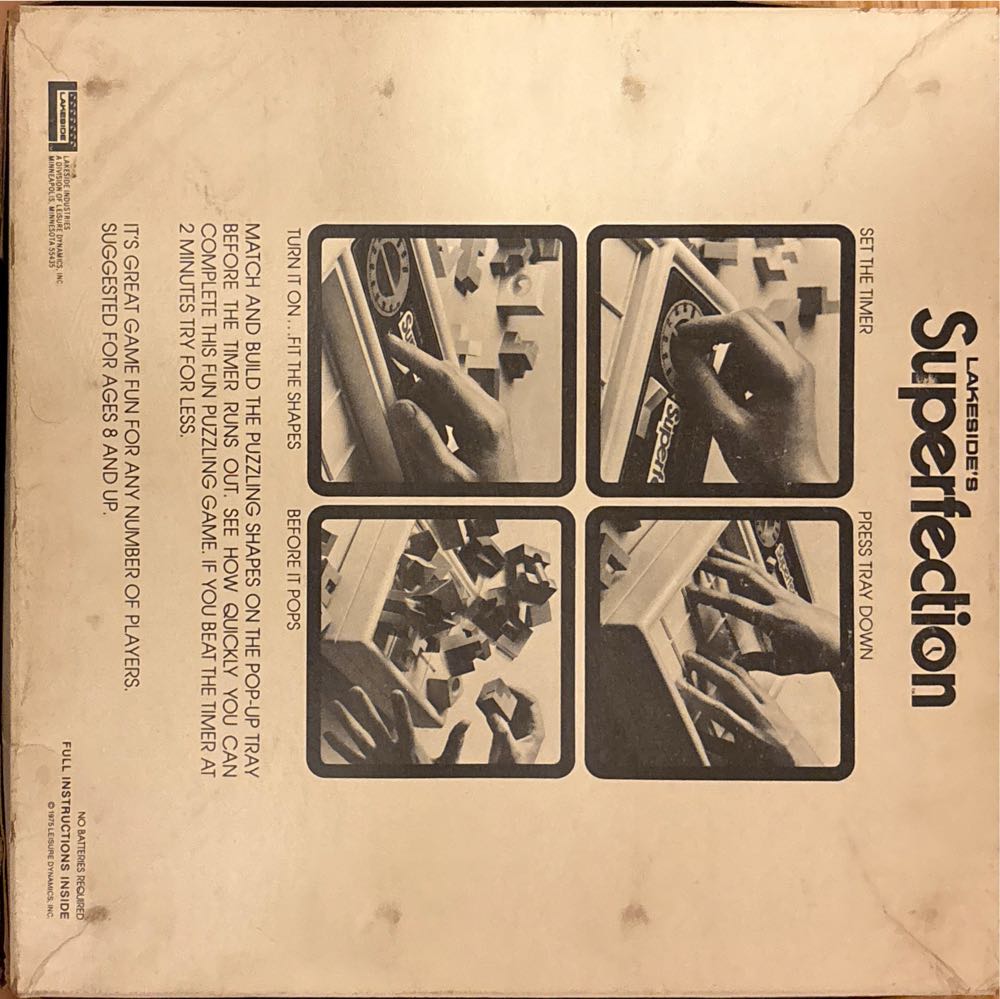 LAKESIDE'S
Superfection
SET THE TIMER
PRESS TRAY DOWN
Superf
TURN IT ON...FIT THE SHAPES
BEFORE IT POPS
MATCH AND BUILD THE PUZZLING SHAPES ON THE POP-UP TRAY
BEFORE THE TIMER RUNS OUT. SEE HOW QUICKLY YOU CAN
COMPLETE THIS FUN PUZZLING GAME. IF YOU BEAT THE TIMER AT
2 MINUTES TRY FOR LESS.
IT'S GREAT GAME FUN FOR ANY NUMBER OF PLAYERS.
SUGGESTED FOR AGES 8 AND UP.
LAKESIDE
LAKESIDE INDUSTRIES
A DIVISION OF LEISURE DYNAMICS, INC.
MINNEAPOLIS, MINNESOTA 55435
NO BATTERIES REQUIRED
FULL INSTRUCTIONS INSIDE
© 1975 LEISURE DYNAMICS, INC.